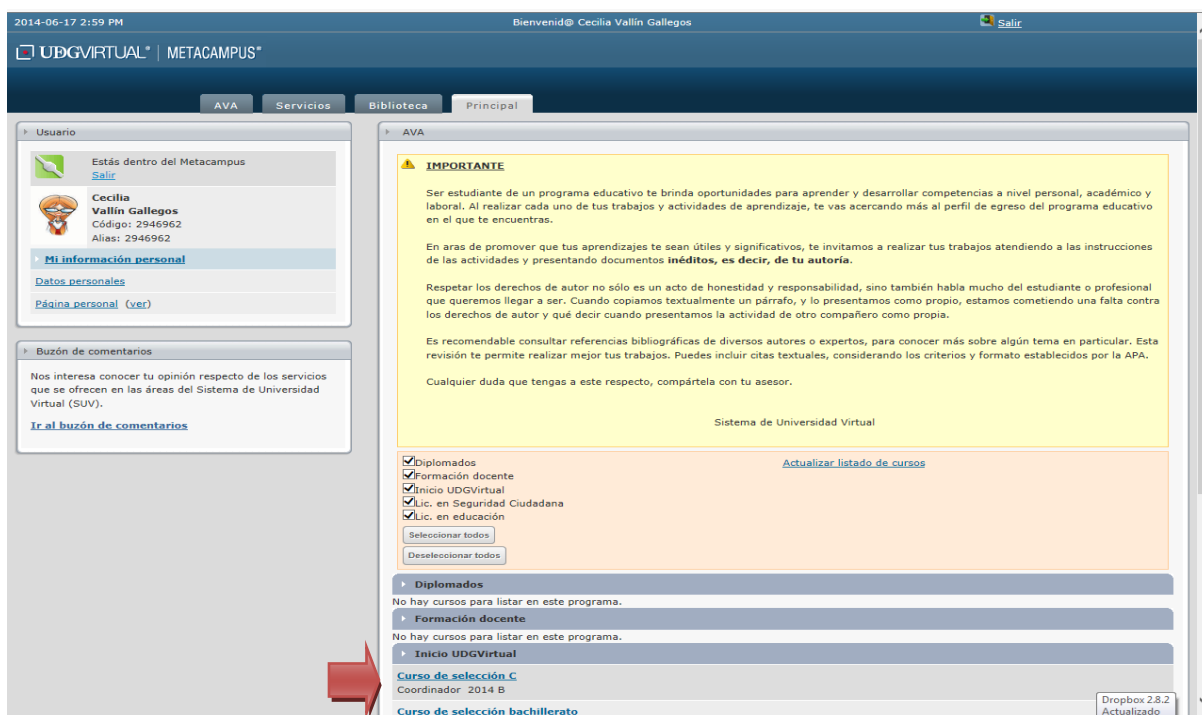 2014-06-17 2:59 PM
Bienvenid@ Cecilia Vallín Gallegos
Salir
UDGVIRTUAL® | METACAMPUS®
AVA
Servicios
Biblioteca
Principal
Usuario
Estás dentro del Metacampus
Salir
Cecilia
Vallín Gallegos
Código: 2946962
Alias: 2946962
Mi información personal
Datos personales
Página personal (ver)
Buzón de comentarios
Nos interesa conocer tu opinión respecto de los servicios
que se ofrecen en las áreas del Sistema de Universidad
Virtual (SUV).
Ir al buzón de comentarios
AVA
IMPORTANTE
Ser estudiante de un programa educativo te brinda oportunidades para aprender y desarrollar competencias a nivel personal, académico y
laboral. Al realizar cada uno de tus trabajos y actividades de aprendizaje, te vas acercando más al perfil de egreso del programa educativo
en el que te encuentras.
En aras de promover que tus aprendizajes te sean útiles y significativos, te invitamos a realizar tus trabajos atendiendo a las instrucciones
de las actividades y presentando documentos inéditos, es decir, de tu autoría.
Respetar los derechos de autor no sólo es un acto de honestidad y responsabilidad, sino también habla mucho del estudiante o profesional
que queremos llegar a ser. Cuando copiamos textualmente un párrafo, y lo presentamos como propio, estamos cometiendo una falta contra
los derechos de autor y qué decir cuando presentamos la actividad de otro compañero como propia.
Es recomendable consultar referencias bibliográficas de diversos autores o expertos, para conocer más sobre algún tema en particular. Esta
revisión te permite realizar mejor tus trabajos. Puedes incluir citas textuales, considerando los criterios y formato establecidos por la APA.
Cualquier duda que tengas a este respecto, compártela con tu asesor.
Sistema de Universidad Virtual
Diplomados
Formación docente
Inicio UDGVirtual
Lic. en Seguridad Ciudadana
Lic. en educación
Actualizar listado de cursos
Seleccionar todos
Deseleccionar todos
Diplomados
No hay cursos para listar en este programa.
Formación docente
No hay cursos para listar en este programa.
Inicio UDGVirtual
Curso de selección C
Coordinador 2014 B
Curso de selección bachillerato
Dropbox 2.8.2
Actualizado